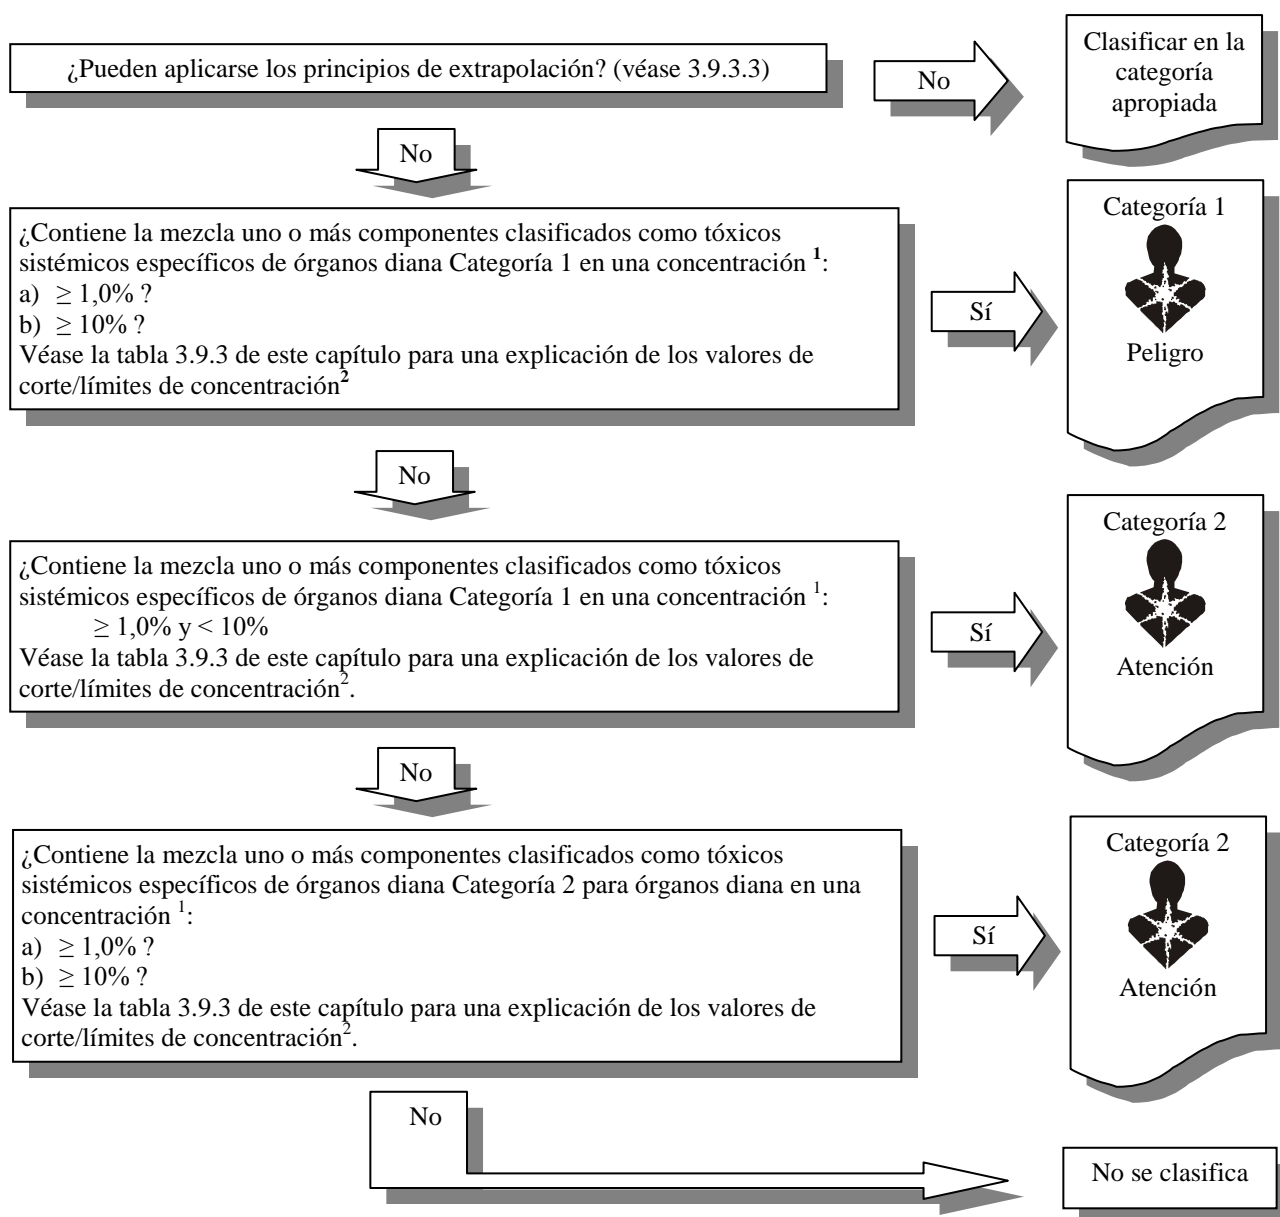 ¿Pueden aplicarse los principios de extrapolación? (véase 3.9.3.3)
No
Clasificar en la
categoría
apropiada
No
¿Contiene la mezcla uno o más componentes clasificados como tóxicos
sistémicos específicos de órganos diana Categoría 1 en una concentración 1:
a) ≥ 1,0% ?
b) ≥ 10% ?
Véase la tabla 3.9.3 de este capítulo para una explicación de los valores de
corte/límites de concentración2
Sí
Categoría 1
Peligro
No
¿Contiene la mezcla uno o más componentes clasificados como tóxicos
sistémicos específicos de órganos diana Categoría 1 en una concentración 1:
≥ 1,0% y < 10%
Véase la tabla 3.9.3 de este capítulo para una explicación de los valores de
corte/límites de concentración2.
Sí
Categoría 2
Atención
No
¿Contiene la mezcla uno o más componentes clasificados como tóxicos
sistémicos específicos de órganos diana Categoría 2 para órganos diana en una
concentración 1:
a) ≥ 1,0% ?
b) ≥ 10% ?
Véase la tabla 3.9.3 de este capítulo para una explicación de los valores de
corte/límites de concentración2.
Sí
Categoría 2
Atención
No
No se clasifica